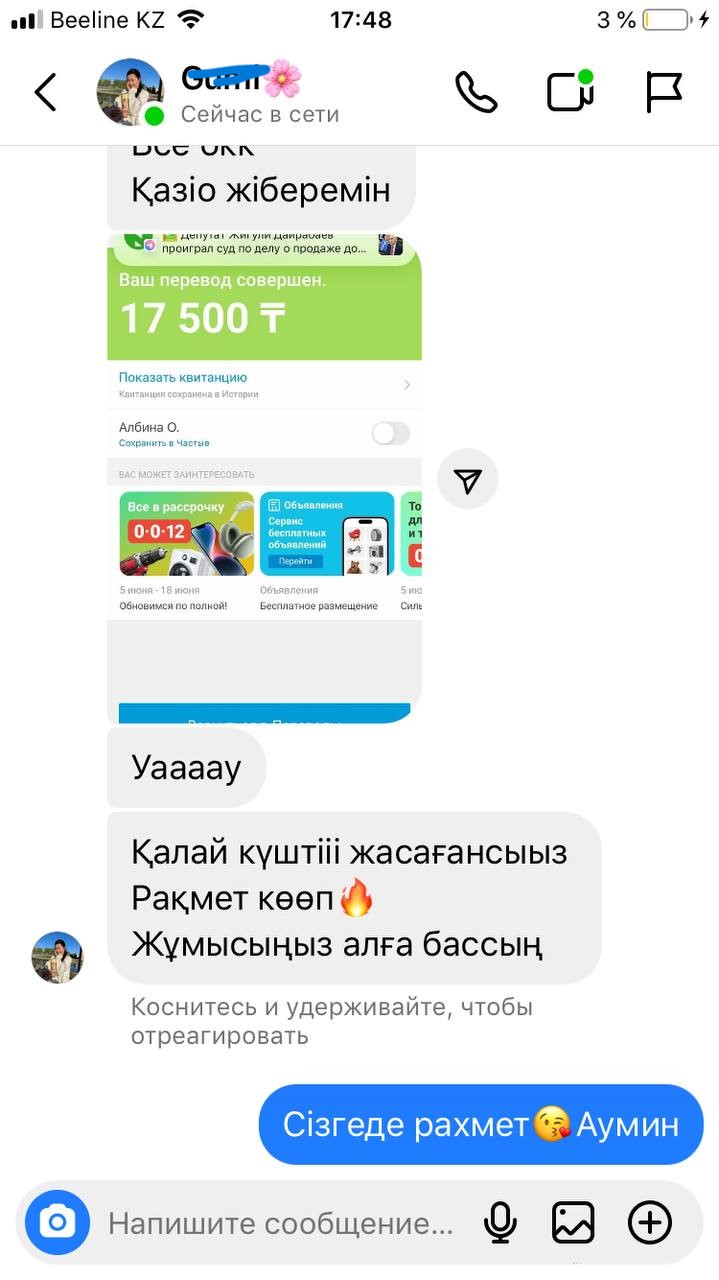 Beeline KZ 17:48 3 %
Gumi🌸
Сейчас в сети
Все окк
Қазіо жіберемін
Депутат Жигули Дайрабаев
проиграл суд по делу о продаже до...
Ваш перевод совершен.
17 500 ₸
Показать квитанцию
Квитанция сохранена в Истории
Албина О.
Сохранить в Частые
ВАС МОЖЕТ ЗАИНТЕРЕСОВАТЬ
Все в рассрочку
0·0·12
Объявления
Сервис
бесплатных
объявлений
Перейти
То
дл
и т
5 июня - 18 июня
Обновимся по полной!
Объявления
Бесплатное размещение
5 ию
Силь
Вернуться в Переводы
Уаааау
Қалай күштііі жасағансыыз
Рақмет көөп🔥
Жұмысыңыз алға бассың
Коснитесь и удерживайте, чтобы
отреагировать
Сізгеде рахмет😘Аумин
Напишите сообщение...